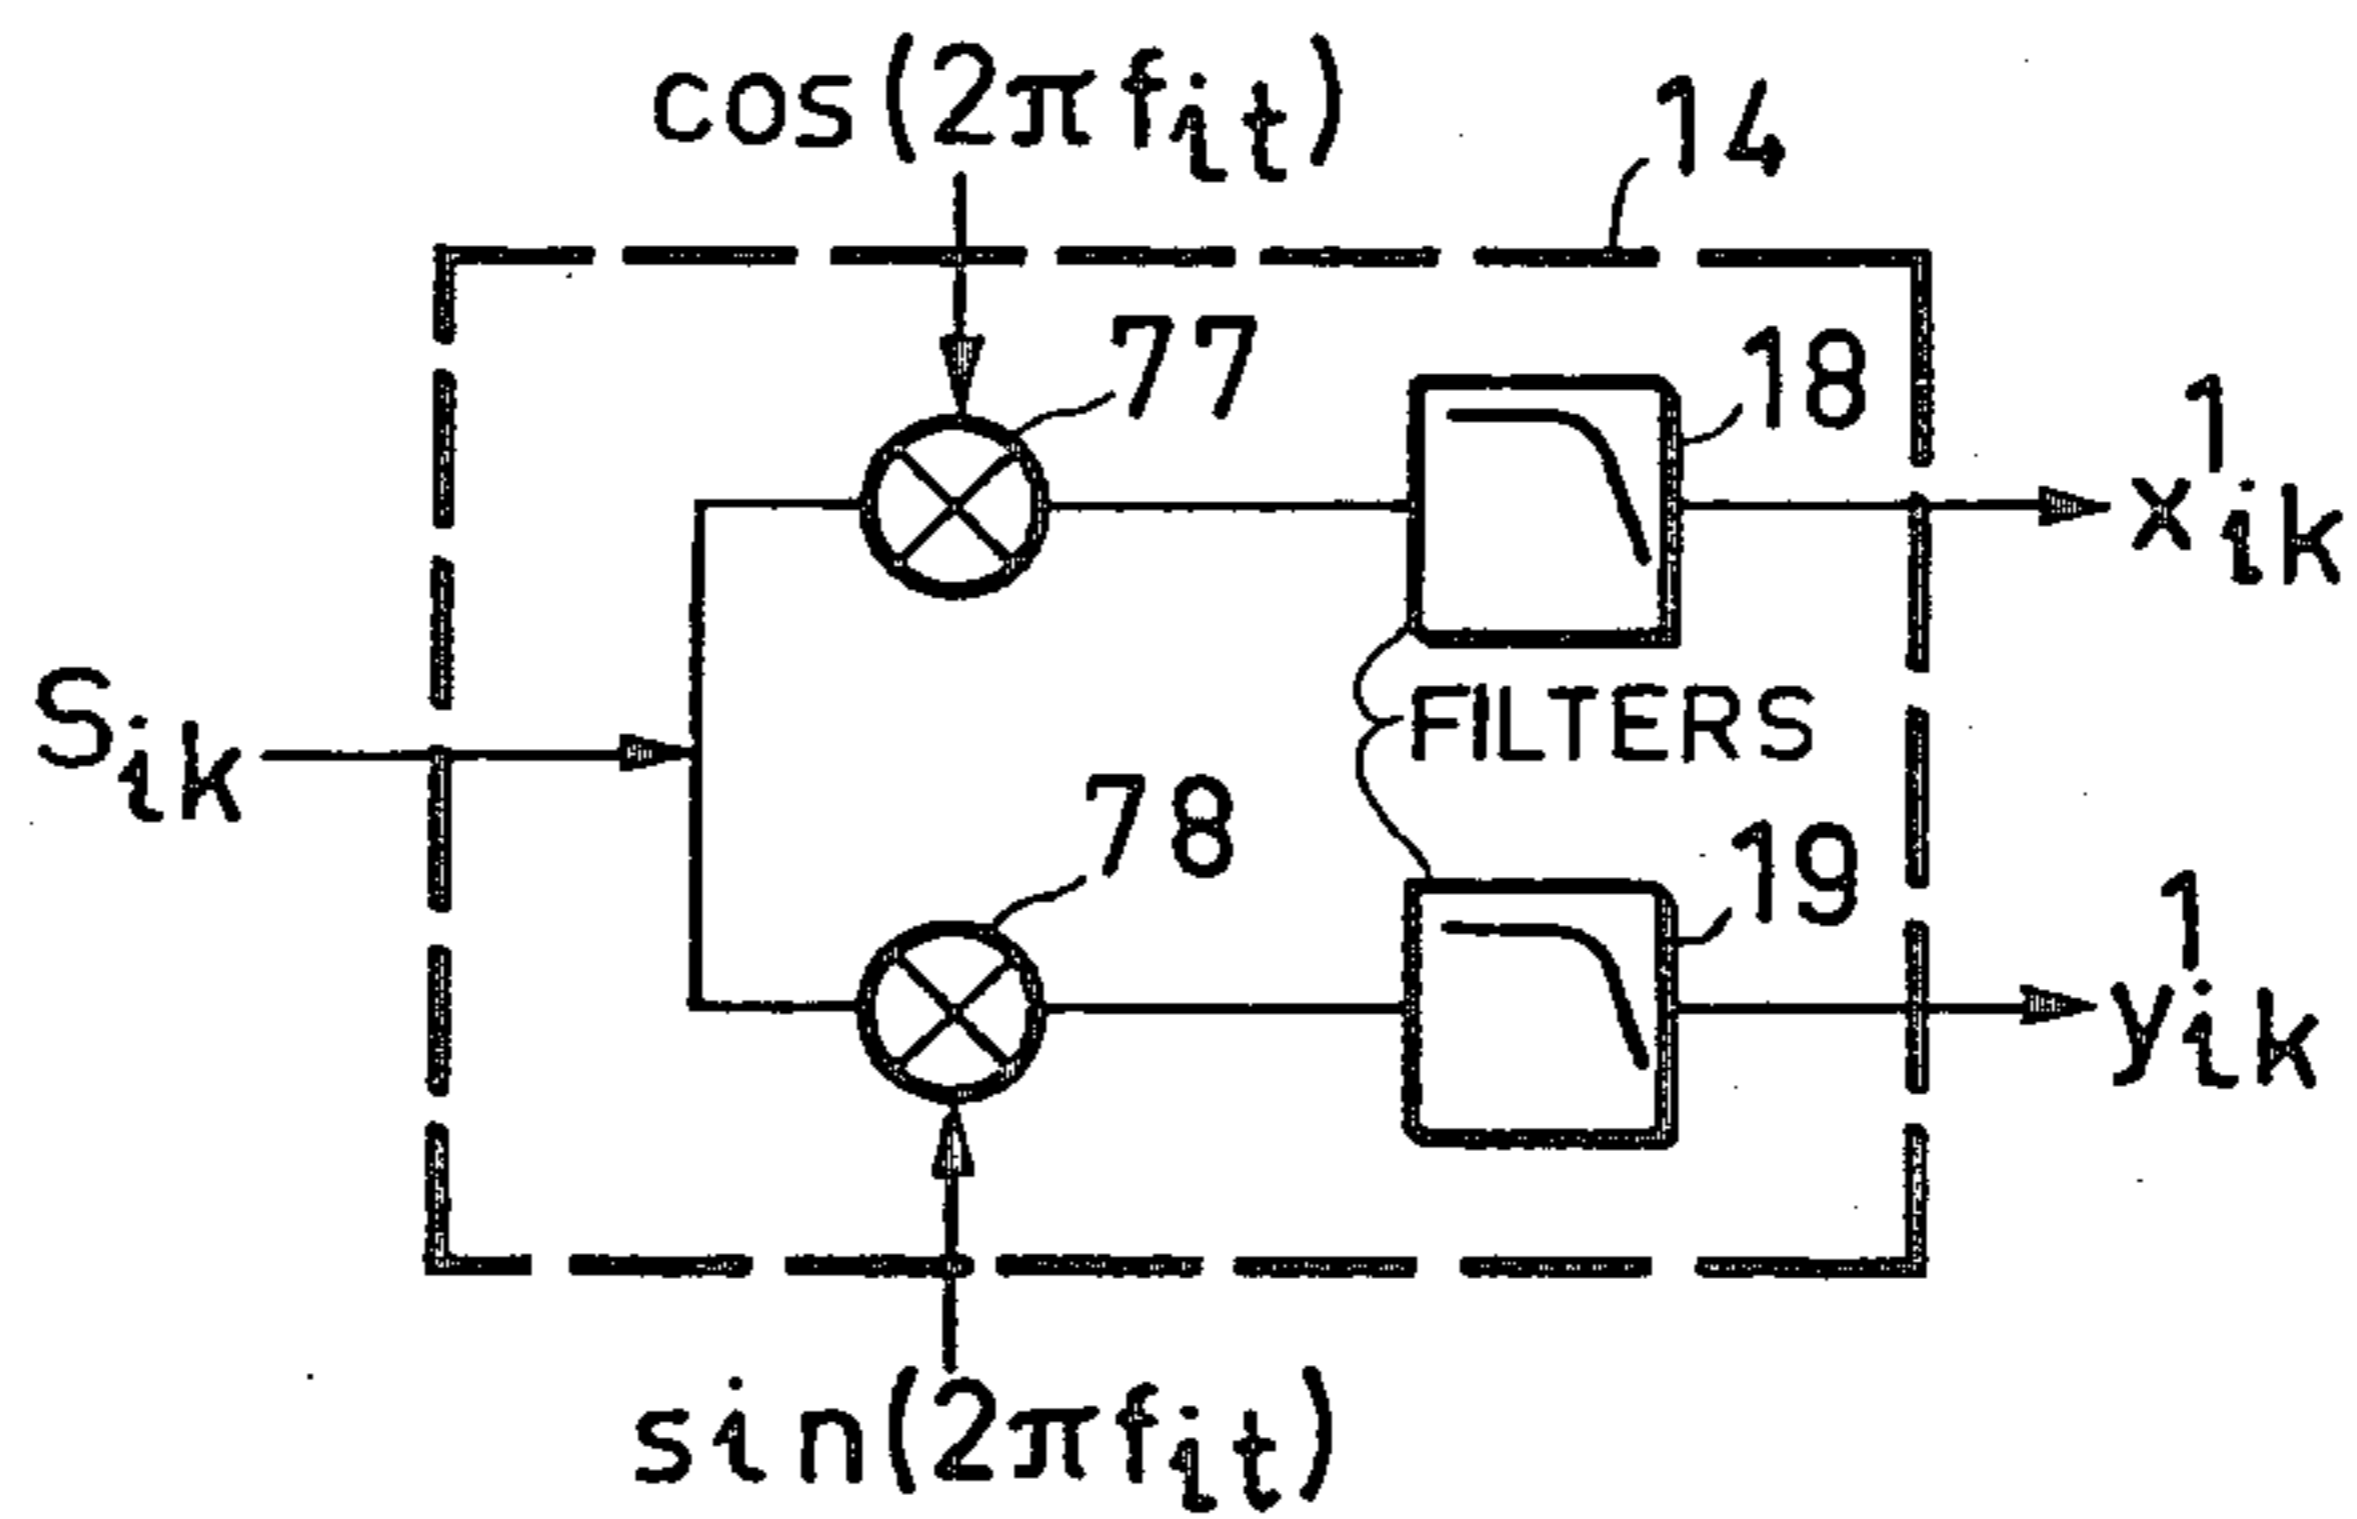 cos(2πf_it)
14
77
18
x^1_ik
S_ik
FILTERS
78
19
y^1_ik
sin(2πf_it)